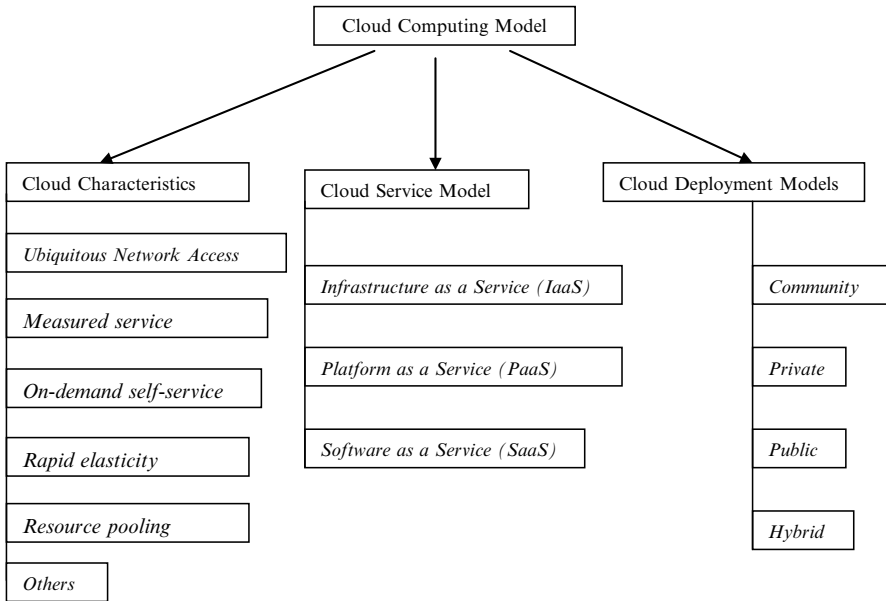 Cloud Computing Model
Cloud Characteristics
Ubiquitous Network Access
Measured service
On-demand self-service
Rapid elasticity
Resource pooling
Others
Cloud Service Model
Infrastructure as a Service (IaaS)
Platform as a Service (PaaS)
Software as a Service (SaaS)
Cloud Deployment Models
Community
Private
Public
Hybrid